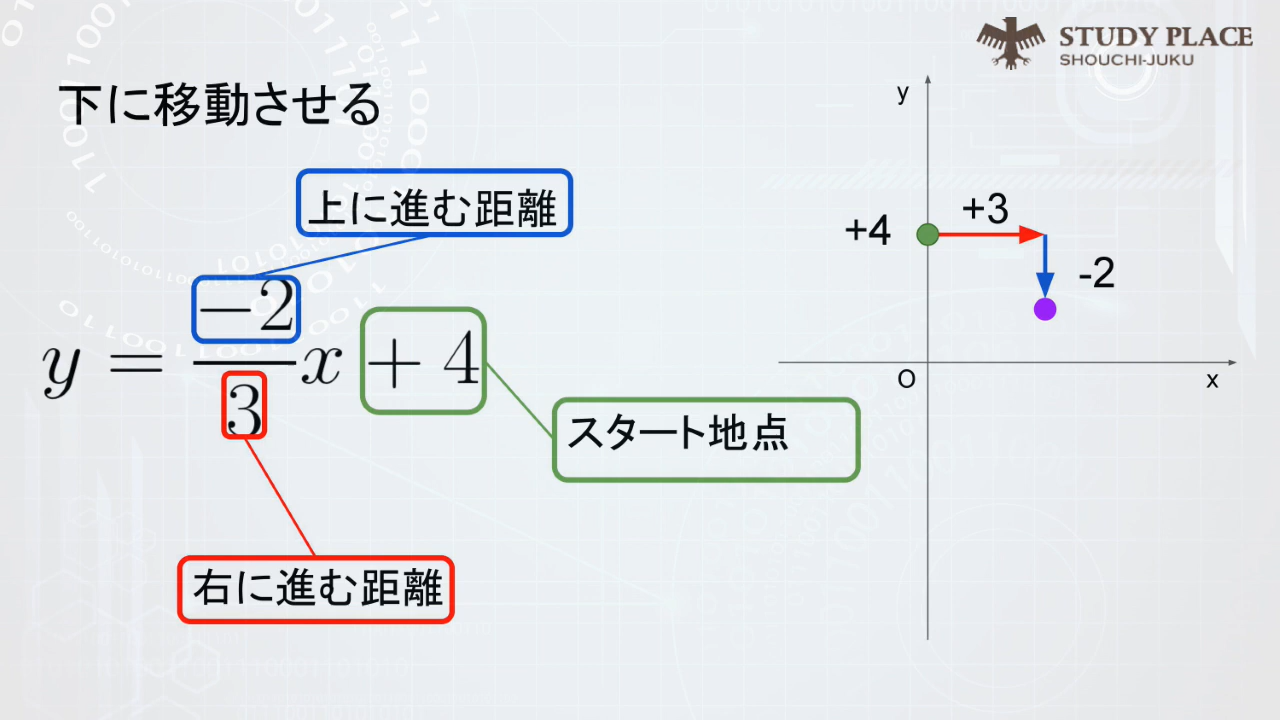 STUDY PLACE
SHOUCHI-JUKU
下に移動させる
上に進む距離
y = \frac{-2}{3}x + 4
スタート地点
右に進む距離
y
+4
+3
-2
O
x